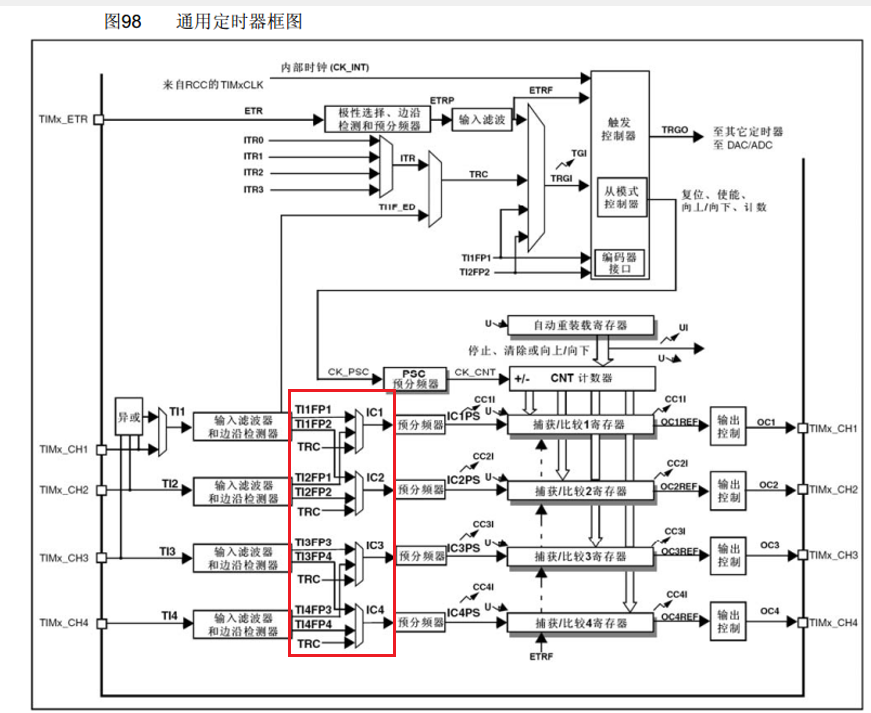 图98 通用定时器框图
内部时钟 (CK_INT)
来自RCC的TIMxCLK
TIMx_ETR
ETR
极性选择、边沿
检测和预分频器
ETRP
输入滤波
ETRF
触发
控制器
TRGO
至其它定时器
至 DAC/ADC
ITR0
ITR1
ITR2
ITR3
ITR
TRC
TGI
TRGI
从模式
控制器
复位、使能、
向上/向下、计数
TI1F_ED
TI1FP1
TI2FP2
编码器
接口
U
自动重装载寄存器
UI
停止、清除或向上/向下
U
CK_PSC
PSC
预分频器
CK_CNT
+/- CNT 计数器
异或
TI1
输入滤波器
和边沿检测器
TI1FP1
TI1FP2
TRC
IC1
预分频器
CC1I
IC1PS
U
捕获/比较1寄存器
CC1I
OC1REF
输出
控制
OC1
TIMx_CH1
TIMx_CH1
TIMx_CH2
TI2
输入滤波器
和边沿检测器
TI2FP1
TI2FP2
TRC
IC2
预分频器
CC2I
IC2PS
U
捕获/比较2寄存器
CC2I
OC2REF
输出
控制
OC2
TIMx_CH2
TIMx_CH3
TI3
输入滤波器
和边沿检测器
TI3FP3
TI3FP4
TRC
IC3
预分频器
CC3I
IC3PS
U
捕获/比较3寄存器
CC3I
OC3REF
输出
控制
OC3
TIMx_CH3
TIMx_CH4
TI4
输入滤波器
和边沿检测器
TI4FP3
TI4FP4
TRC
IC4
预分频器
CC4I
IC4PS
U
捕获/比较4寄存器
CC4I
OC4REF
输出
控制
OC4
TIMx_CH4
ETRF